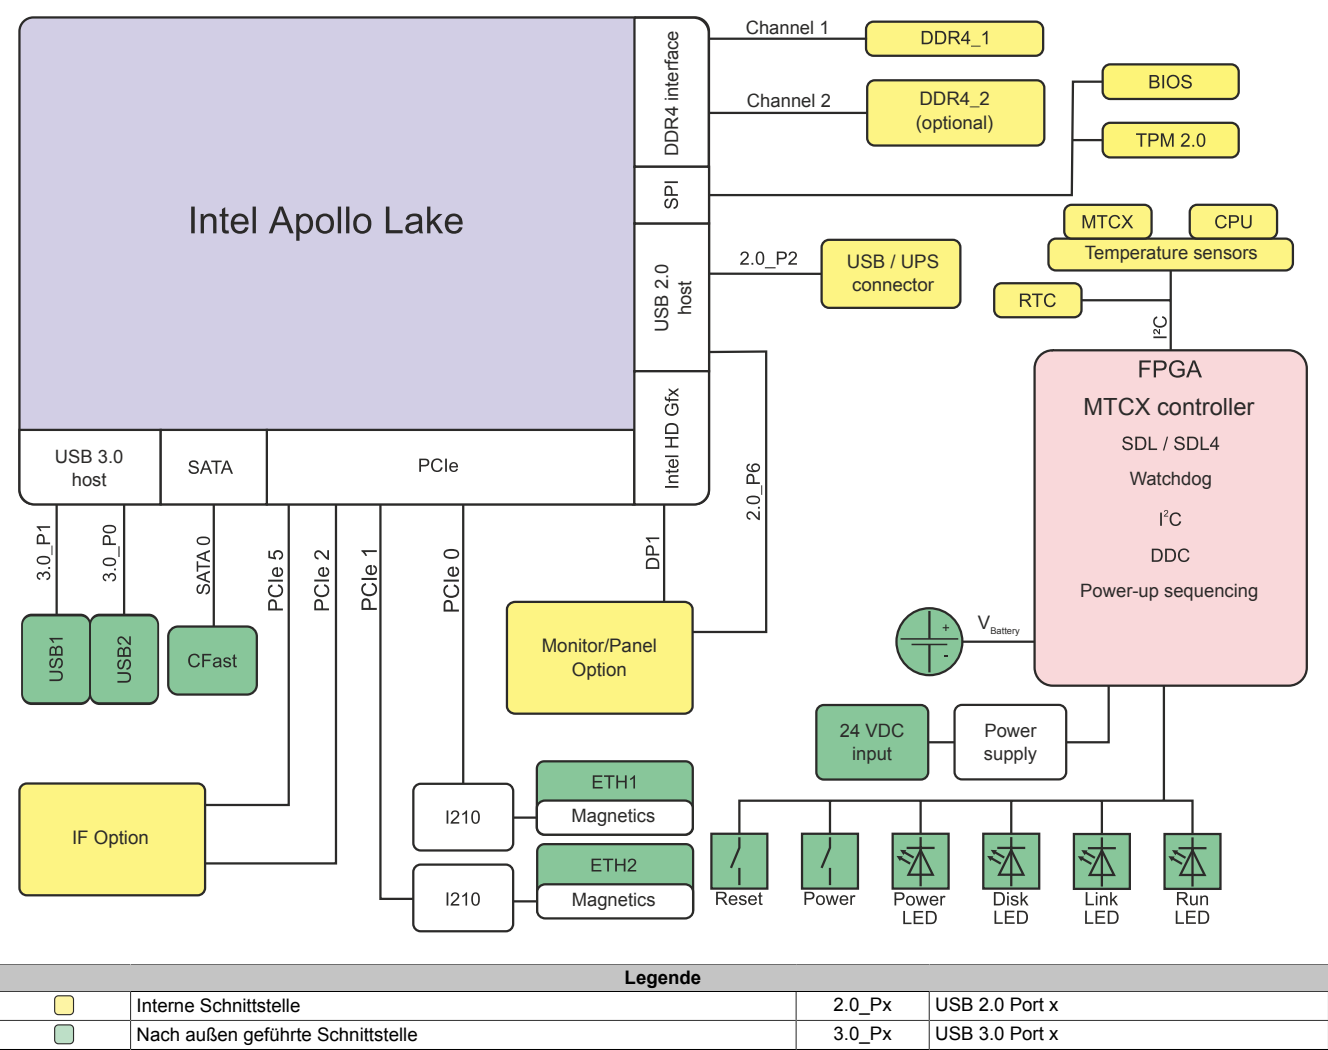 Intel Apollo Lake
DDR4 interface
SPI
USB 2.0
host
Intel HD Gfx
USB 3.0
host
SATA
PCIe
Channel 1
DDR4_1
Channel 2
DDR4_2
(optional)
BIOS
TPM 2.0
MTCX
CPU
Temperature sensors
RTC
I²C
2.0_P2
USB / UPS
connector
2.0_P6
FPGA
MTCX controller
SDL / SDL4
Watchdog
I²C
DDC
Power-up sequencing
3.0_P1
3.0_P0
SATA 0
PCIe 5
PCIe 2
PCIe 1
PCIe 0
DP1
USB1
USB2
CFast
Monitor/Panel
Option
+
-
V Battery
24 VDC
input
Power
supply
IF Option
I210
ETH1
Magnetics
I210
ETH2
Magnetics
Reset
Power
Power
LED
Disk
LED
Link
LED
Run
LED
Legende
Interne Schnittstelle 2.0_Px USB 2.0 Port x
Nach außen geführte Schnittstelle 3.0_Px USB 3.0 Port x